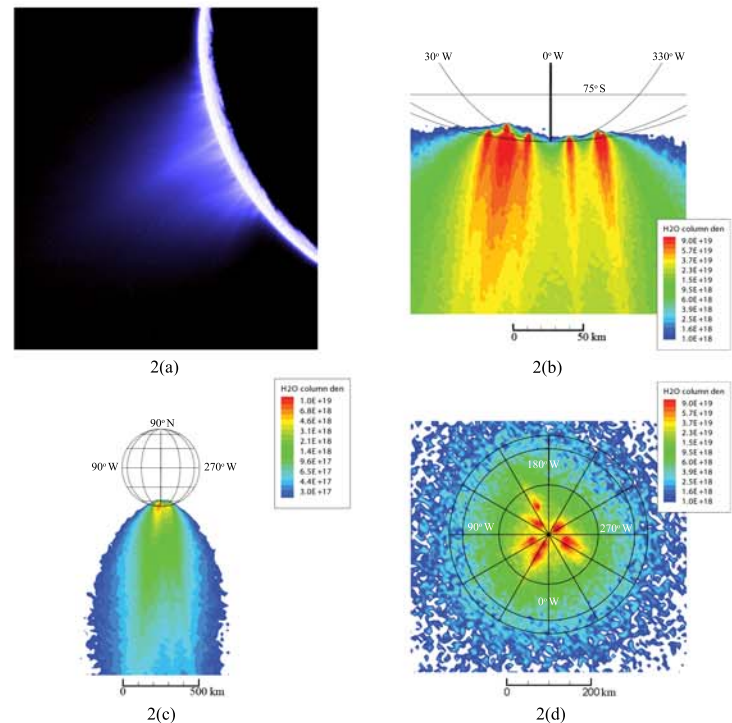 30° W
0° W
330° W
75° S
H2O column den
9.0E+19
5.7E+19
3.7E+19
2.3E+19
1.5E+19
9.5E+18
6.0E+18
3.9E+18
2.5E+18
1.6E+18
1.0E+18
0 50 km
2(a)
2(b)
90° N
90° W
270° W
H2O column den
1.0E+19
6.8E+18
4.6E+18
3.1E+18
2.1E+18
1.4E+18
9.6E+17
6.5E+17
4.4E+17
3.0E+17
0 500 km
2(c)
180° W
90° W
270° W
0° W
H2O column den
9.0E+19
5.7E+19
3.7E+19
2.3E+19
1.5E+19
9.5E+18
6.0E+18
3.9E+18
2.5E+18
1.6E+18
1.0E+18
0 200 km
2(d)